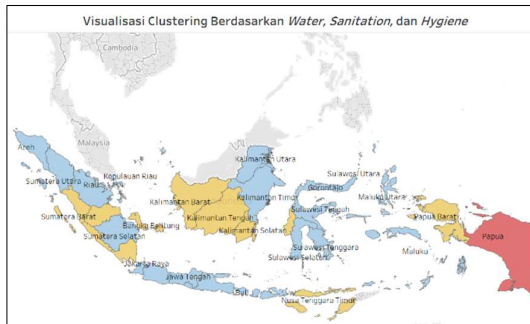 Visualisasi Clustering Berdasarkan Water, Sanitation, dan Hygiene
Cambodia
Malaysia
Aceh
Kalimantan Utara
Sumatera Utara
Kepulauan Riau
Riau
Sulawesi Utara
Gorontalo
Maluku Utara
Kalimantan Timur
Kalimantan Barat
Sulawesi Tengah
Sumatera Barat
Kalimantan Tengah
Papua Barat
Bangka Belitung
Kalimantan Selatan
Sumatera Selatan
Papua
Sulawesi Tenggara
Maluku
Sulawesi Selatan
Jakarta Raya
Jawa Tengah
Bali
Nusa Tenggara Timur